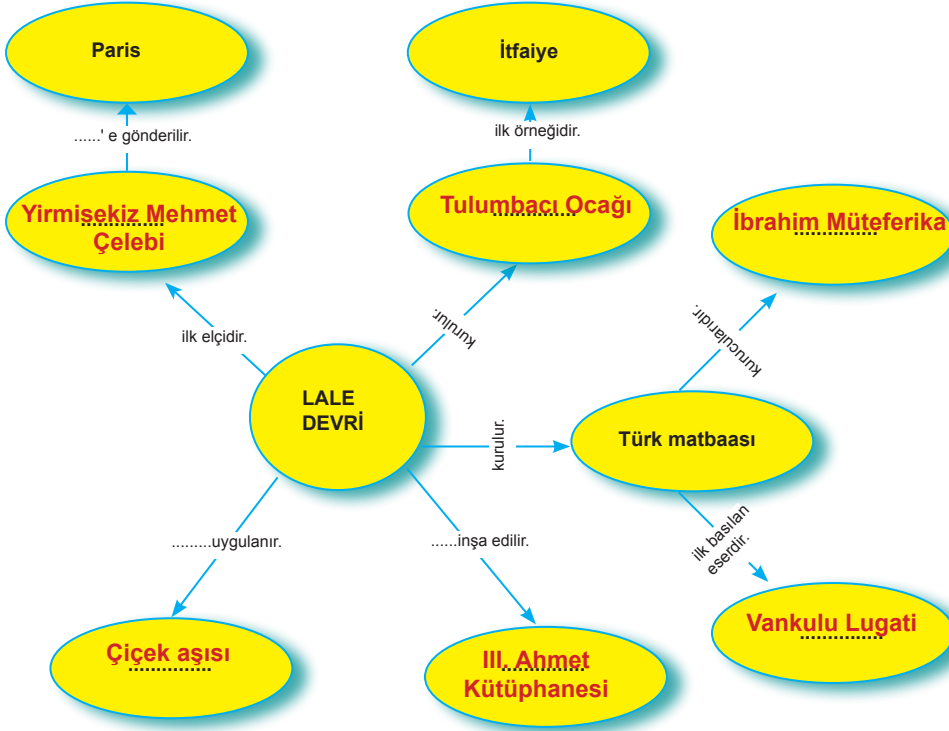 Paris
İtfaiye
......' e gönderilir.
ilk örneğidir.
Yirmisekiz Mehmet
Çelebi
Tulumbacı Ocağı
İbrahim Müteferika
ilk elçidir.
kurulur.
kurucularıdır.
LALE
DEVRİ
kurulur.
Türk matbaası
.........uygulanır.
......inşa edilir.
ilk basılan
eserdir.
Çiçek aşısı
III. Ahmet
Kütüphanesi
Vankulu Lugati